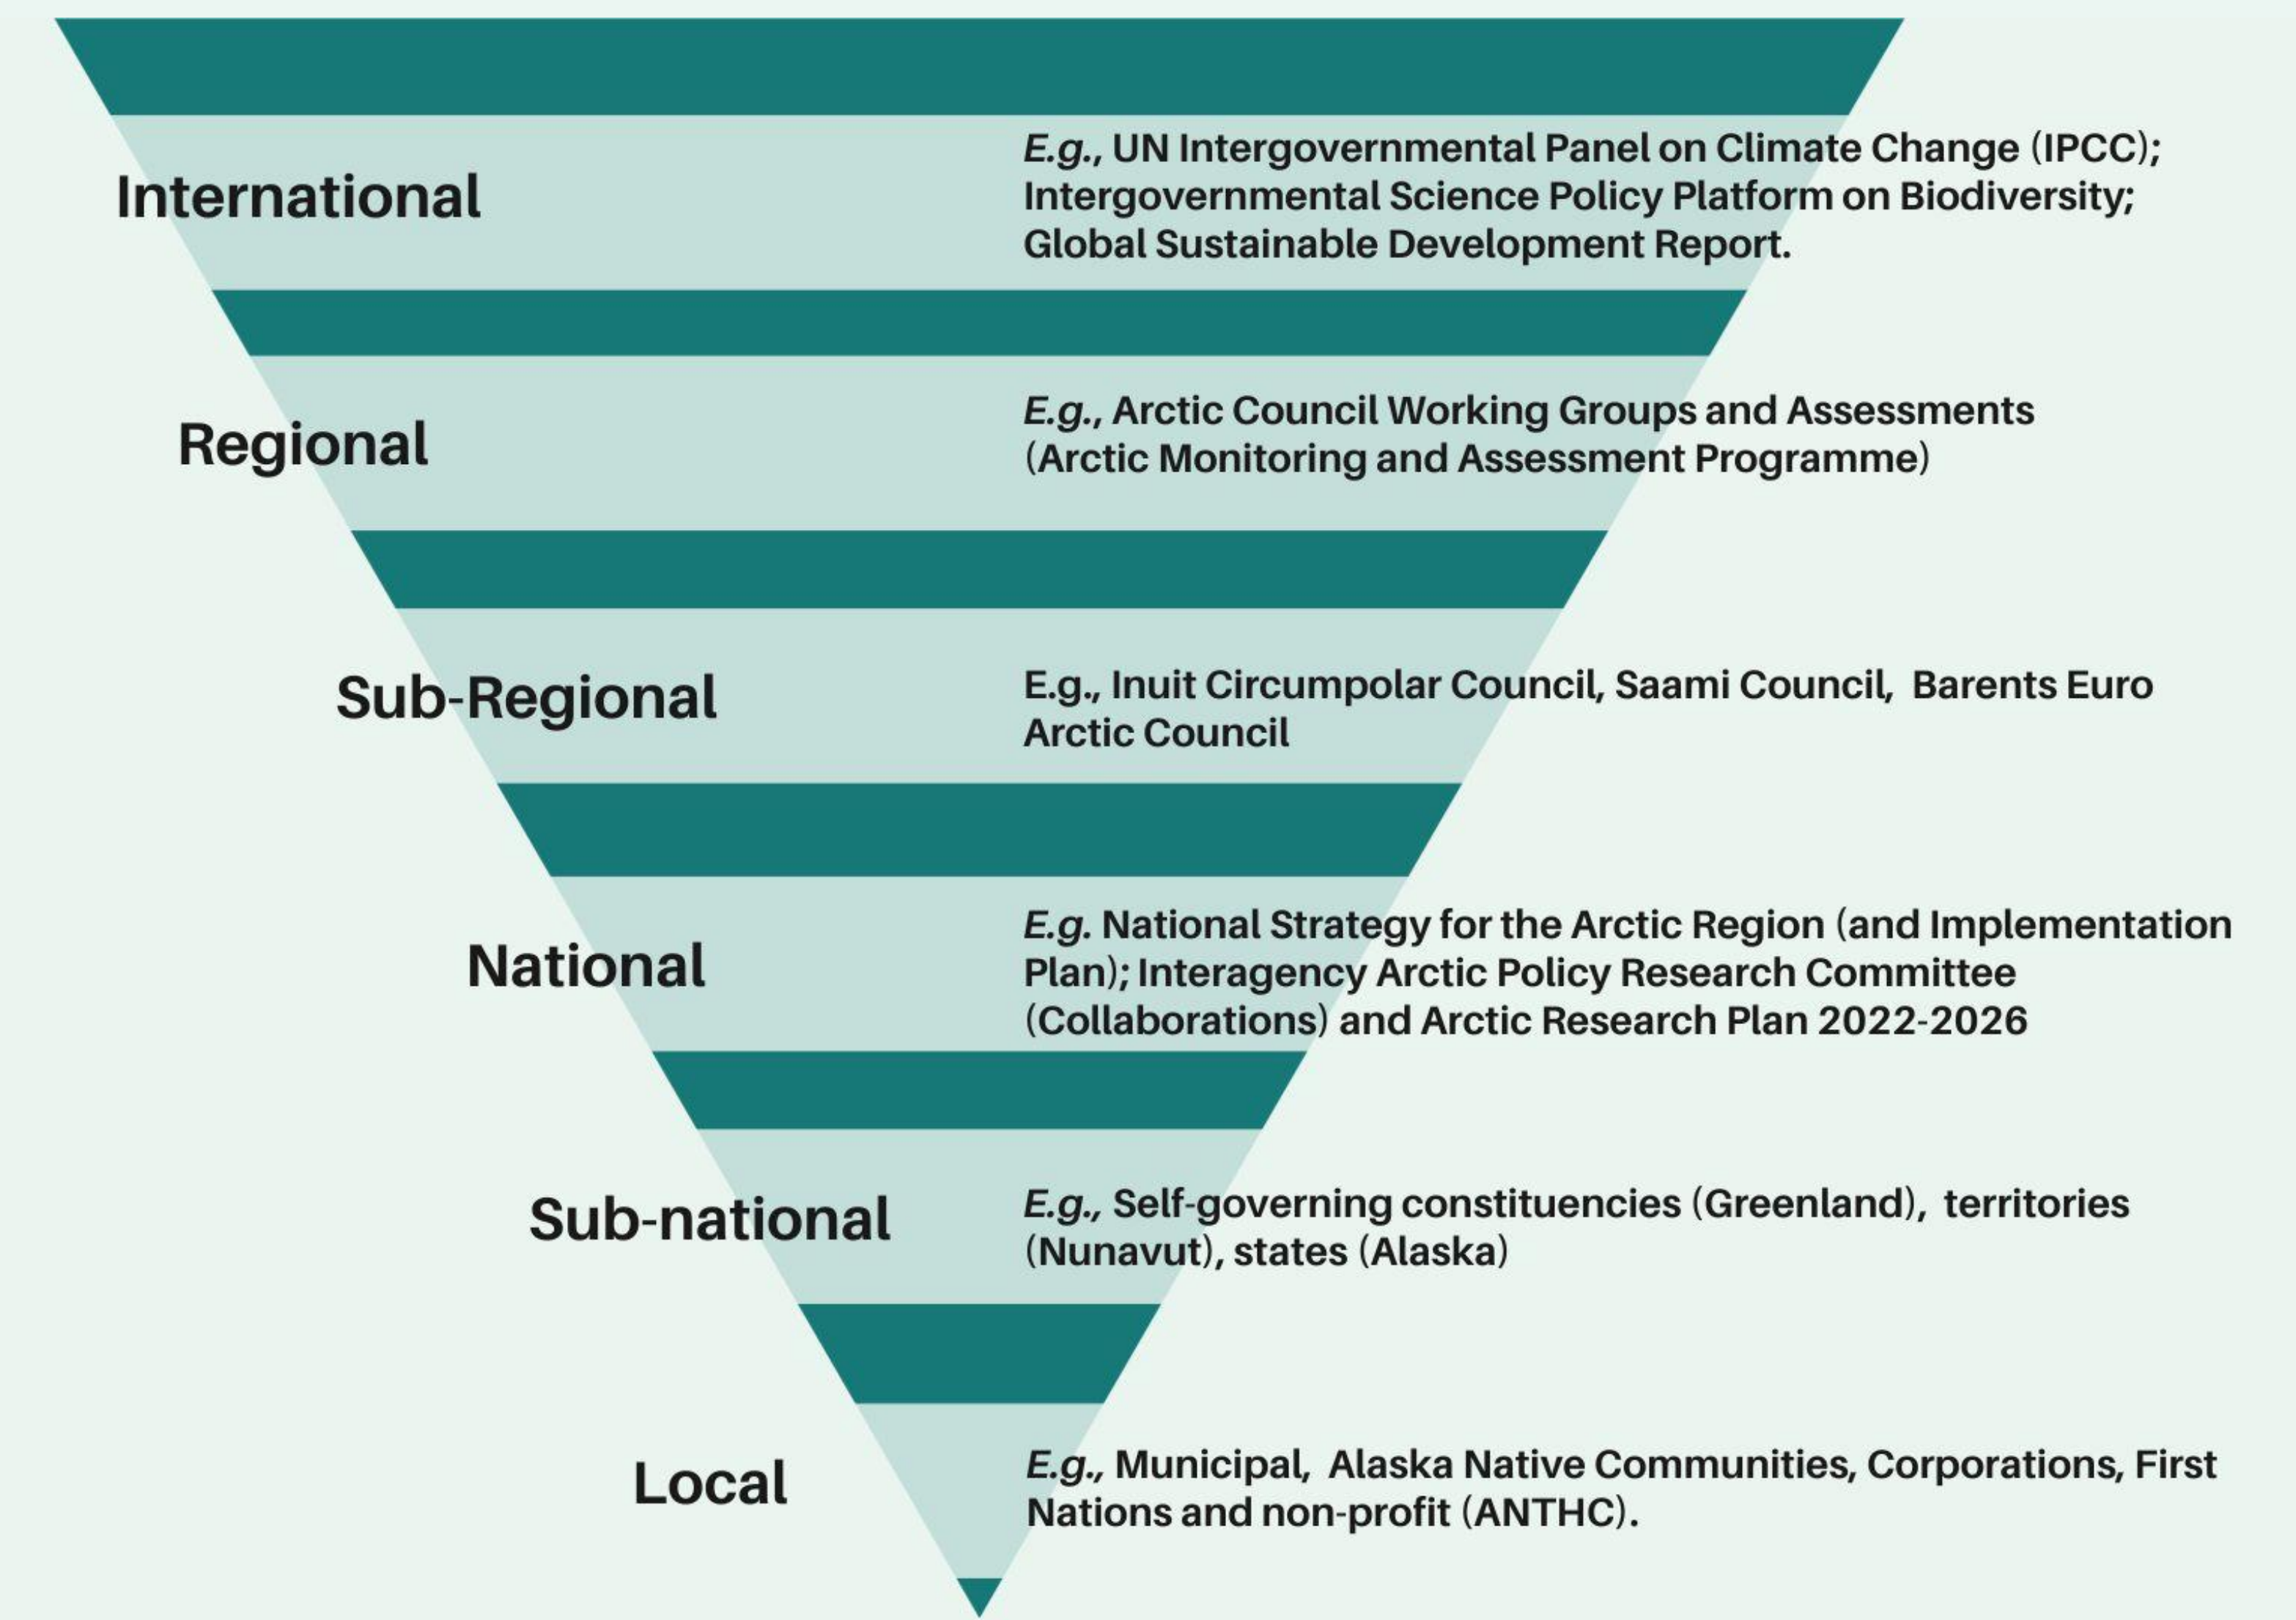 International
E.g., UN Intergovernmental Panel on Climate Change (IPCC);
Intergovernmental Science Policy Platform on Biodiversity;
Global Sustainable Development Report.
Regional
E.g., Arctic Council Working Groups and Assessments
(Arctic Monitoring and Assessment Programme)
Sub-Regional
E.g., Inuit Circumpolar Council, Saami Council, Barents Euro
Arctic Council
National
E.g. National Strategy for the Arctic Region (and Implementation
Plan); Interagency Arctic Policy Research Committee
(Collaborations) and Arctic Research Plan 2022-2026
Sub-national
E.g., Self-governing constituencies (Greenland), territories
(Nunavut), states (Alaska)
Local
E.g., Municipal, Alaska Native Communities, Corporations, First
Nations and non-profit (ANTHC).